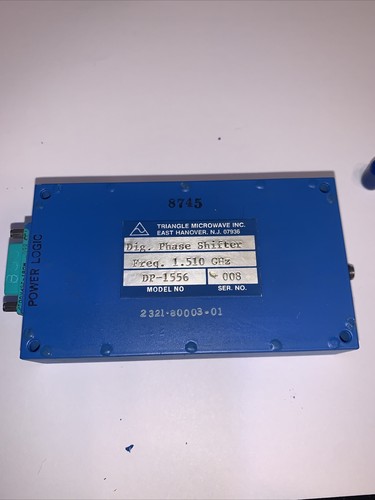 8745
TRIANGLE MICROWAVE INC.
EAST HANOVER, N.J. 07936
Dig. Phase Shifter
Freq. 1.510 GHz
DP-1556 008
MODEL NO SER. NO.
2321-80003-01
POWER LOGIC